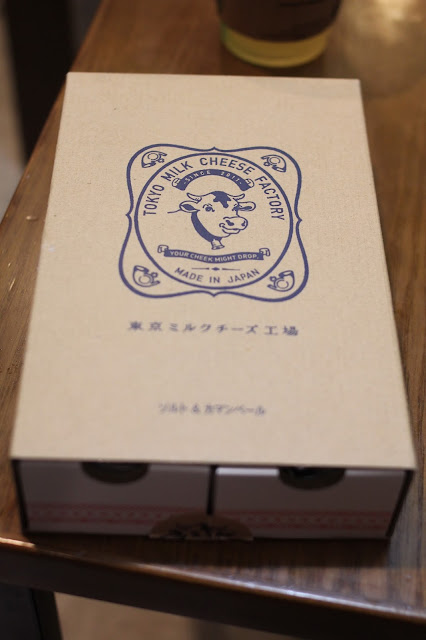 TOKYO MILK CHEESE FACTORY
SINCE 2011
YOUR CHEEK MIGHT DROP.
MADE IN JAPAN
東京ミルクチーズ工場
ソルト & カマンベール